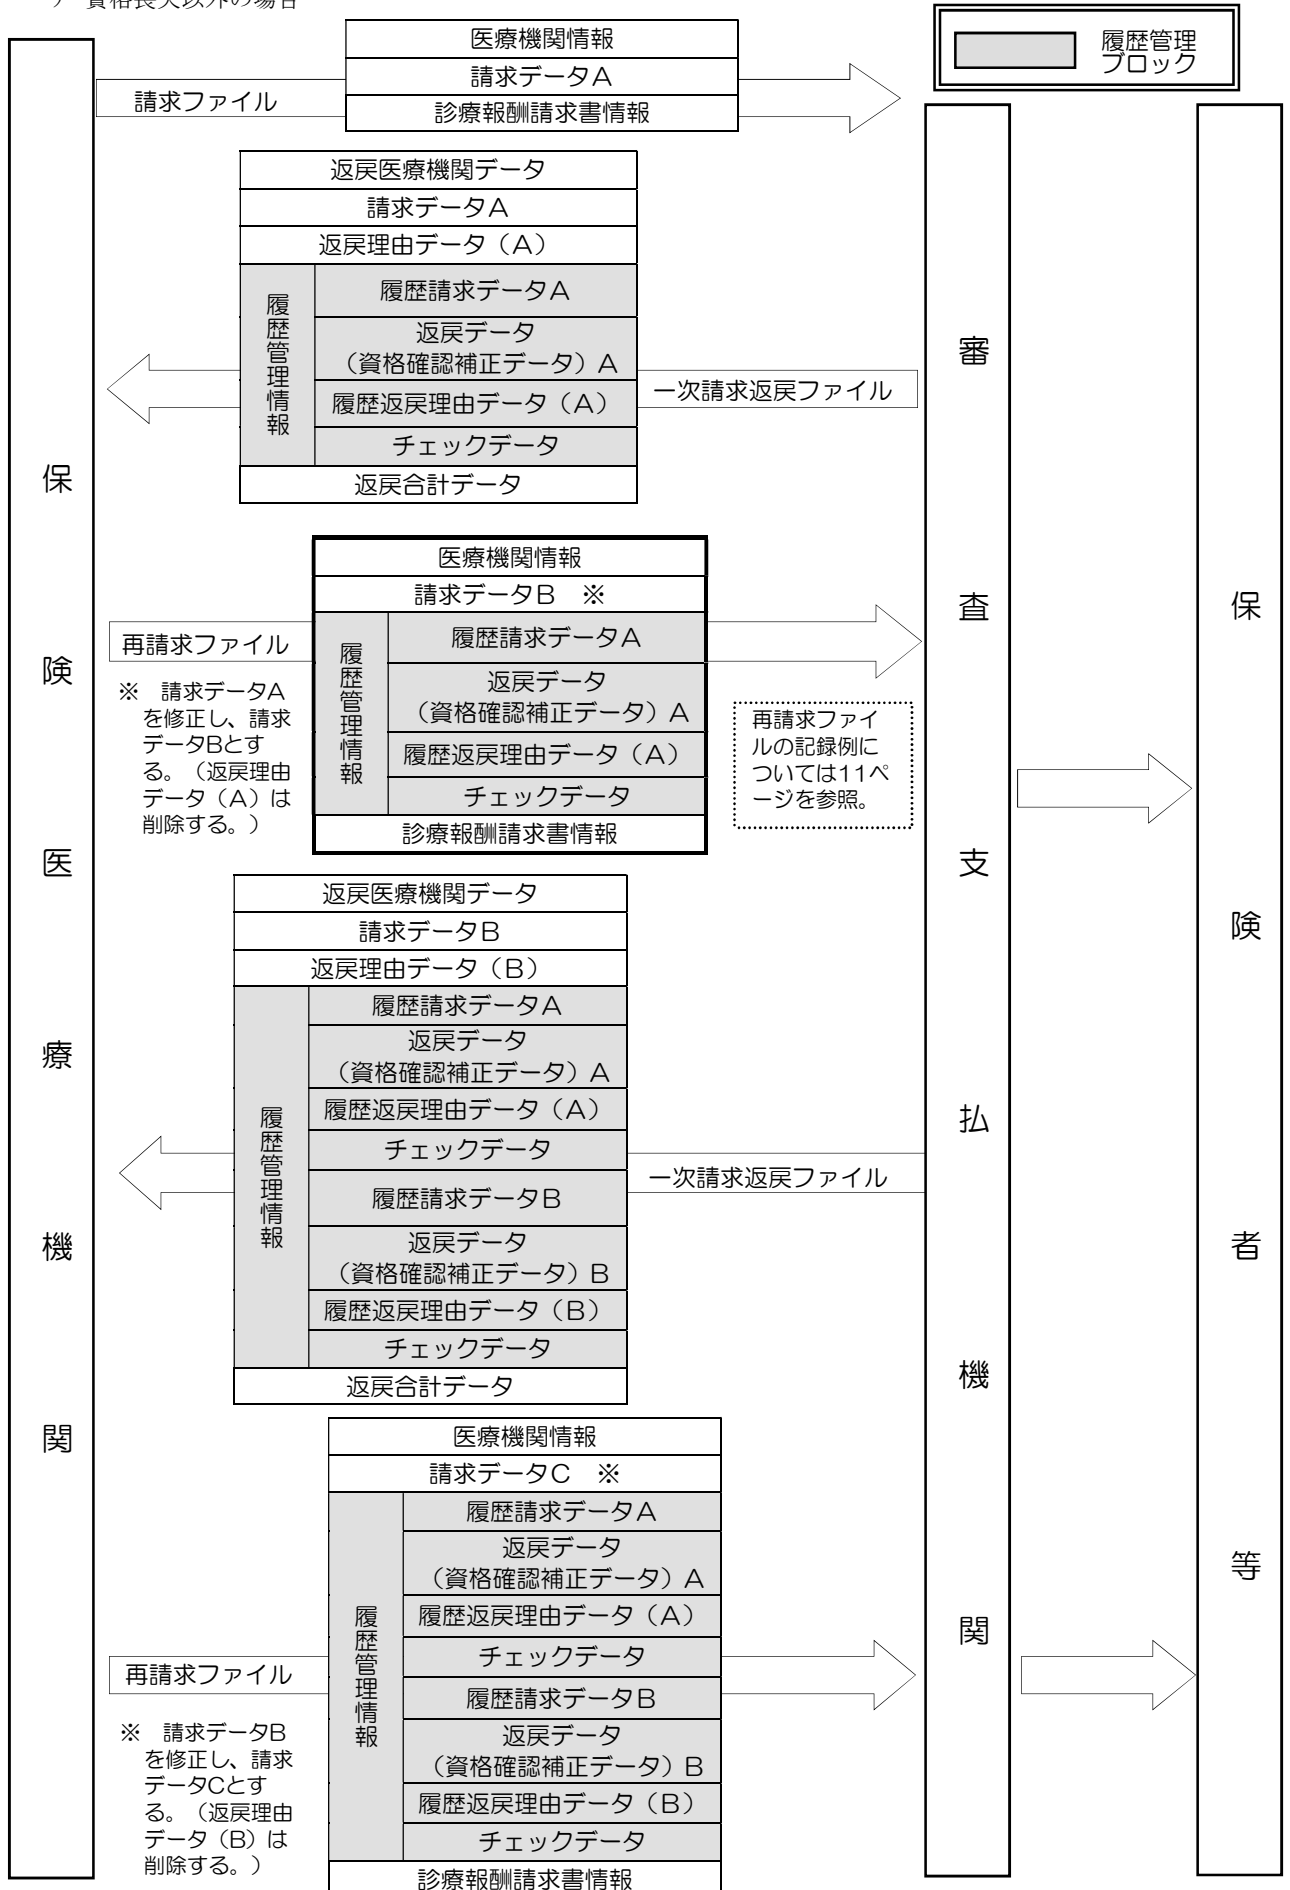 資格喪失以外の場合
履歴管理
ブロック
保険医療機関
審査支払機関
保険者等
医療機関情報
請求データA
診療報酬請求書情報
請求ファイル
返戻医療機関データ
請求データA
返戻理由データ（A）
履歴管理情報
履歴請求データA
返戻データ
（資格確認補正データ）A
履歴返戻理由データ（A）
チェックデータ
返戻合計データ
一次請求返戻ファイル
医療機関情報
請求データB　※
履歴管理情報
履歴請求データA
返戻データ
（資格確認補正データ）A
履歴返戻理由データ（A）
チェックデータ
診療報酬請求書情報
再請求ファイル
※　請求データA
を修正し、請求
データBとす
る。（返戻理由
データ（A）は
削除する。）
再請求ファイ
ルの記録例に
ついては11ペ
ージを参照。
返戻医療機関データ
請求データB
返戻理由データ（B）
履歴管理情報
履歴請求データA
返戻データ
（資格確認補正データ）A
履歴返戻理由データ（A）
チェックデータ
履歴請求データB
返戻データ
（資格確認補正データ）B
履歴返戻理由データ（B）
チェックデータ
返戻合計データ
一次請求返戻ファイル
医療機関情報
請求データC　※
履歴管理情報
履歴請求データA
返戻データ
（資格確認補正データ）A
履歴返戻理由データ（A）
チェックデータ
履歴請求データB
返戻データ
（資格確認補正データ）B
履歴返戻理由データ（B）
チェックデータ
診療報酬請求書情報
再請求ファイル
※　請求データB
を修正し、請求
データCとす
る。（返戻理由
データ（B）は
削除する。）